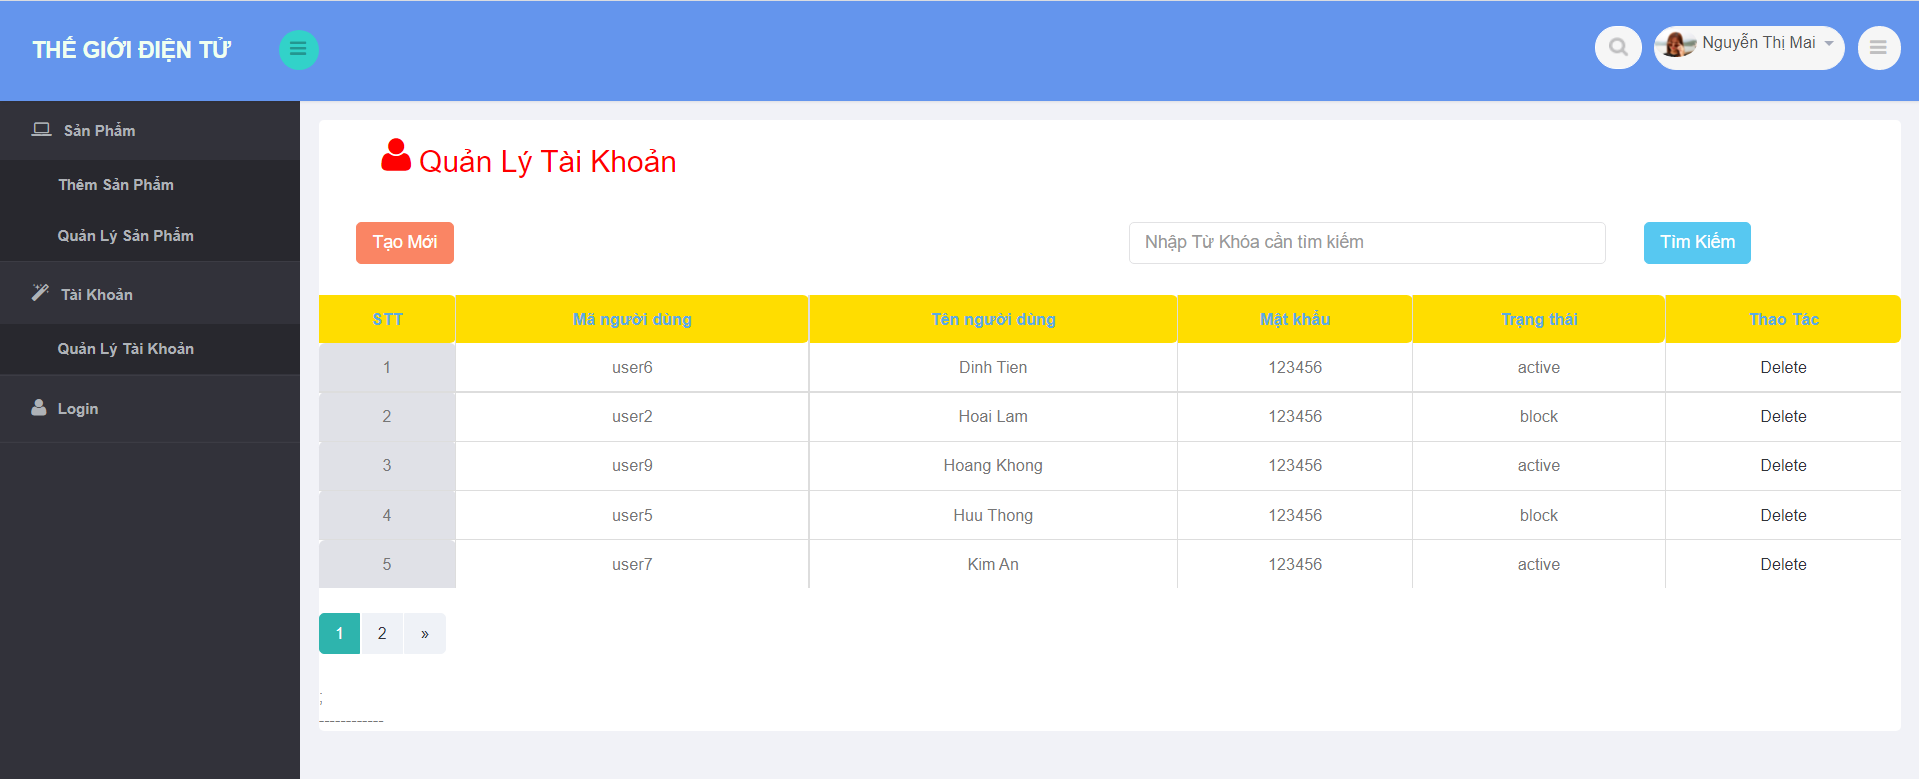 THẾ GIỚI ĐIỆN TỬ
Nguyễn Thị Mai
Sản Phẩm
Thêm Sản Phẩm
Quản Lý Sản Phẩm
Tài Khoản
Quản Lý Tài Khoản
Login
Quản Lý Tài Khoản
Tạo Mới
Nhập Từ Khóa cần tìm kiếm
Tìm Kiếm
STT Mã người dùng Tên người dùng Mật khẩu Trạng thái Thao Tác
1 user6 Dinh Tien 123456 active Delete
2 user2 Hoai Lam 123456 block Delete
3 user9 Hoang Khong 123456 active Delete
4 user5 Huu Thong 123456 block Delete
5 user7 Kim An 123456 active Delete
1 2 »
;
------------